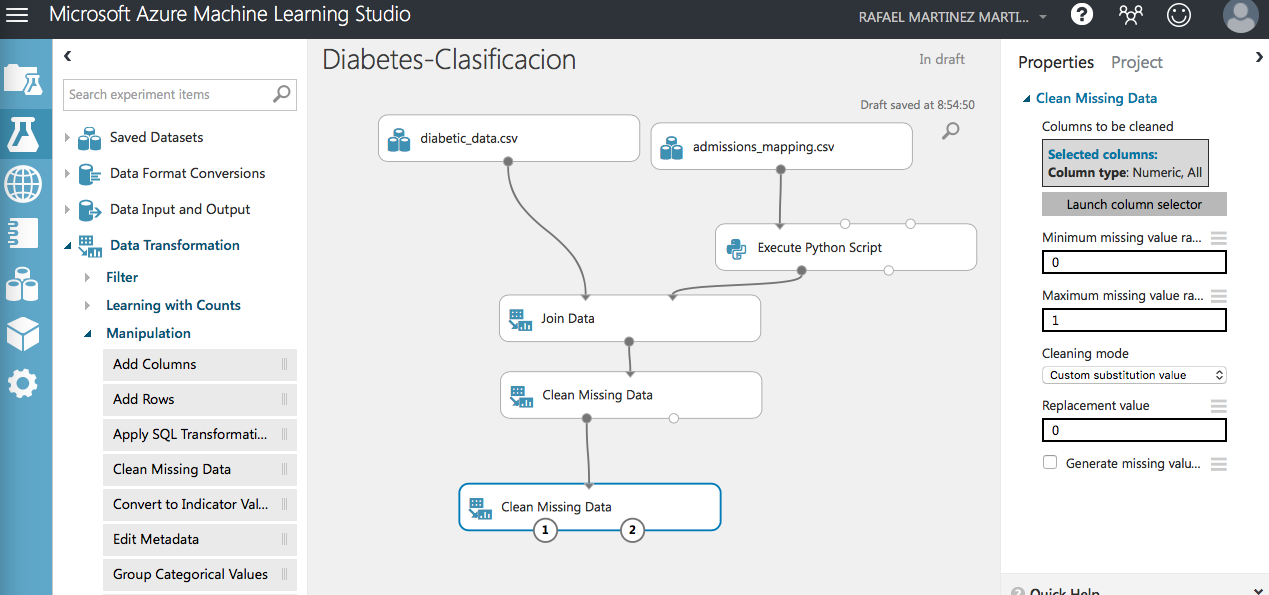 Microsoft Azure Machine Learning Studio
RAFAEL MARTINEZ MARTI...
?
Search experiment items
Saved Datasets
Data Format Conversions
Data Input and Output
Data Transformation
Filter
Learning with Counts
Manipulation
Add Columns
Add Rows
Apply SQL Transformati...
Clean Missing Data
Convert to Indicator Val...
Edit Metadata
Group Categorical Values
Diabetes-Clasificacion
In draft
Draft saved at 8:54:50
diabetic_data.csv
admissions_mapping.csv
Execute Python Script
Join Data
Clean Missing Data
Clean Missing Data
1
2
Properties
Project
Clean Missing Data
Columns to be cleaned
Selected columns:
Column type: Numeric, All
Launch column selector
Minimum missing value ra...
0
Maximum missing value ra...
1
Cleaning mode
Custom substitution value
Replacement value
0
Generate missing valu...
? Quick Help